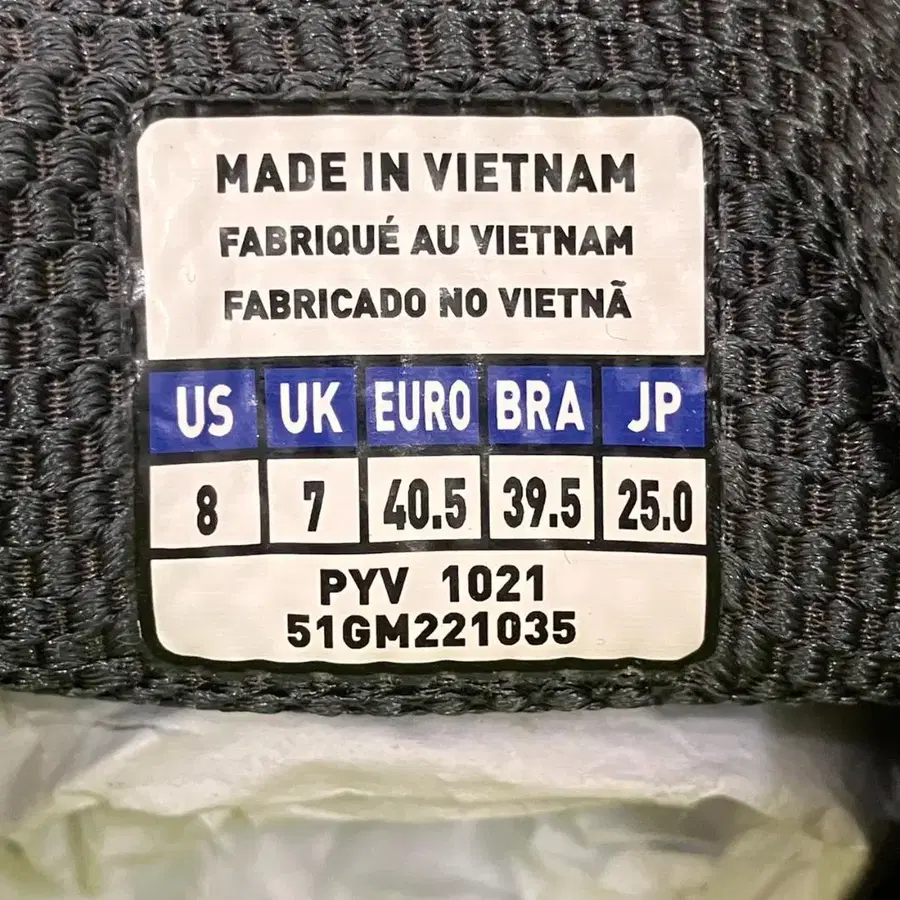 MADE IN VIETNAM
FABRIQUÉ AU VIETNAM
FABRICADO NO VIETNÃ
US UK EURO BRA JP
8 7 40.5 39.5 25.0
PYV 1021
51GM221035